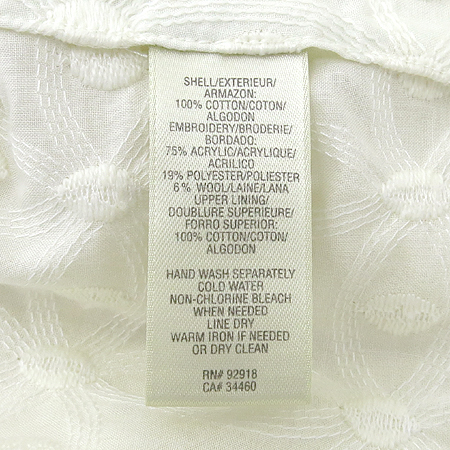 SHELL/EXTERIEUR/
ARMAZON:
100% COTTON/COTON/
ALGODON
EMBROIDERY/BRODERIE/
BORDADO:
75% ACRYLIC/ACRYLIQUE/
ACRILICO
19% POLYESTER/POLIESTER
6% WOOL/LAINE/LANA
UPPER LINING/
DOUBLURE SUPERIEURE/
FORRO SUPERIOR:
100% COTTON/COTON/
ALGODON
HAND WASH SEPARATELY
COLD WATER
NON-CHLORINE BLEACH
WHEN NEEDED
LINE DRY
WARM IRON IF NEEDED
OR DRY CLEAN
RN# 92918
CA# 34460